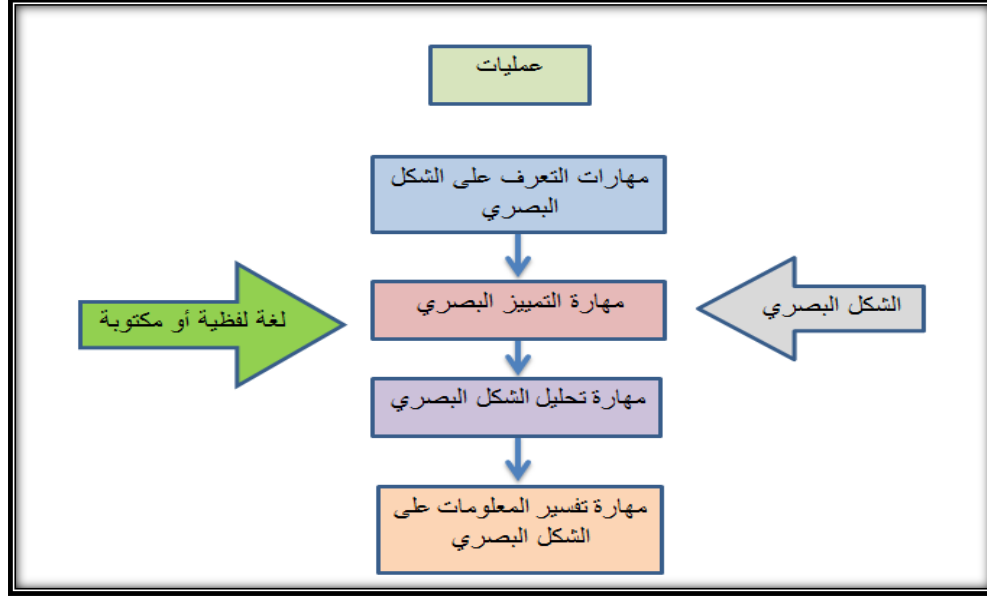 عمليات
مهارات التعرف على الشكل
البصري
مهارة التمييز البصري
الشكل البصري
لغة لفظية أو مكتوبة
مهارة تحليل الشكل البصري
مهارة تفسير المعلومات على
الشكل البصري